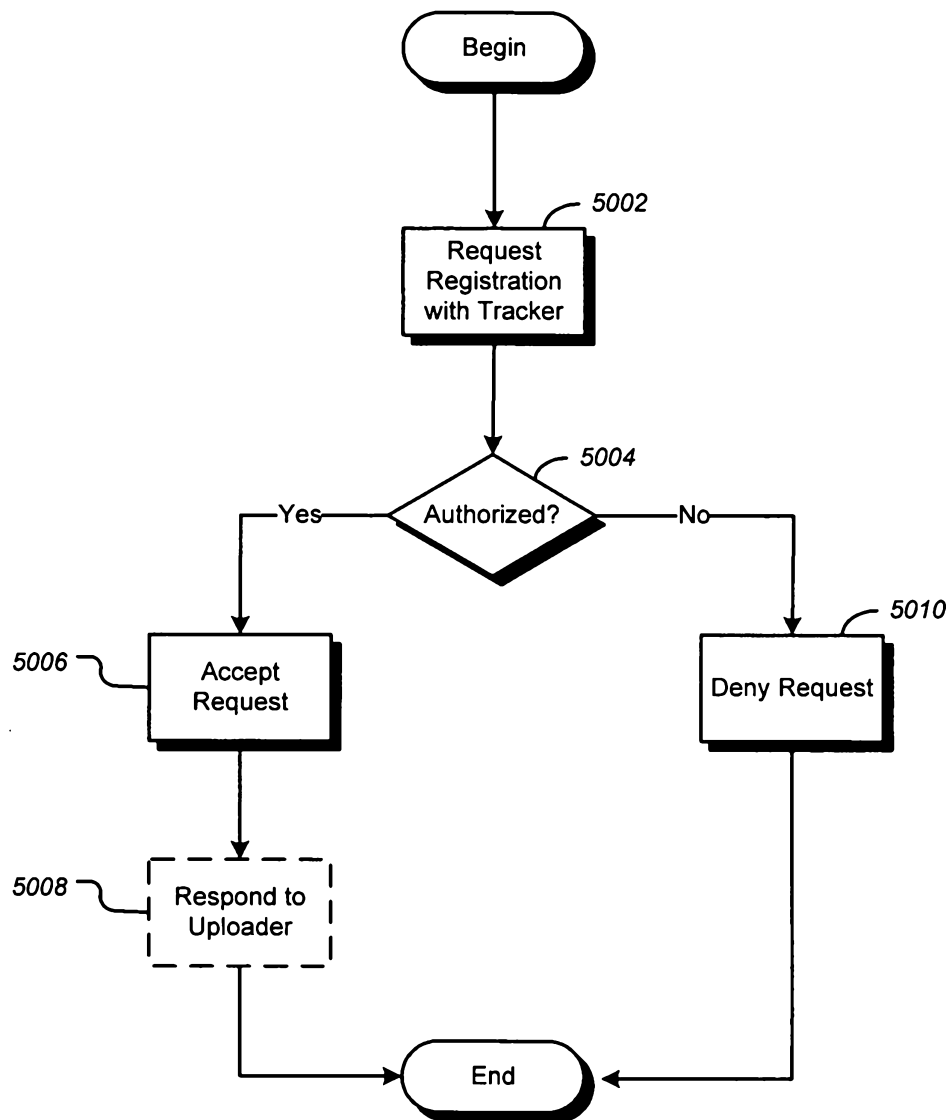 Begin
5002
Request
Registration
with Tracker
5004
Authorized?
Yes
No
5006
Accept
Request
5010
Deny Request
5008
Respond to
Uploader
End